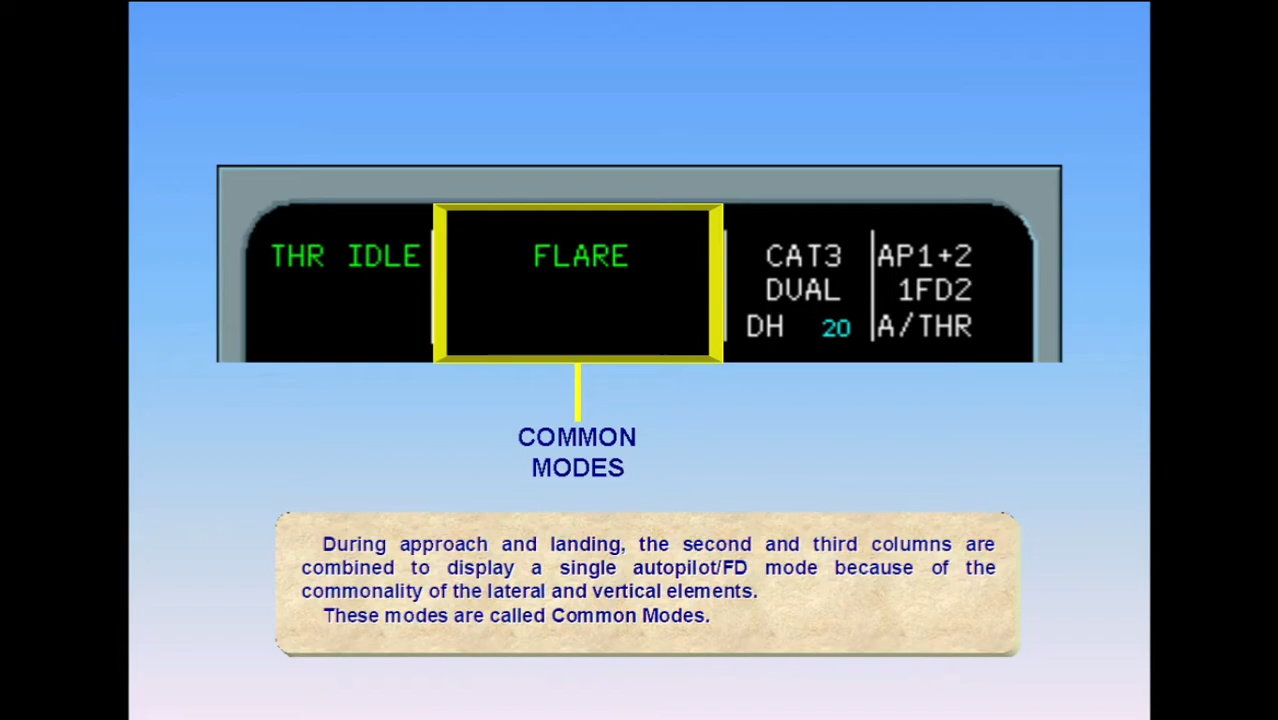 THR IDLE FLARE CAT3 AP1+2
DUAL 1FD2
DH 20 A/THR
COMMON
MODES
During approach and landing, the second and third columns are
combined to display a single autopilot/FD mode because of the
commonality of the lateral and vertical elements.
These modes are called Common Modes.